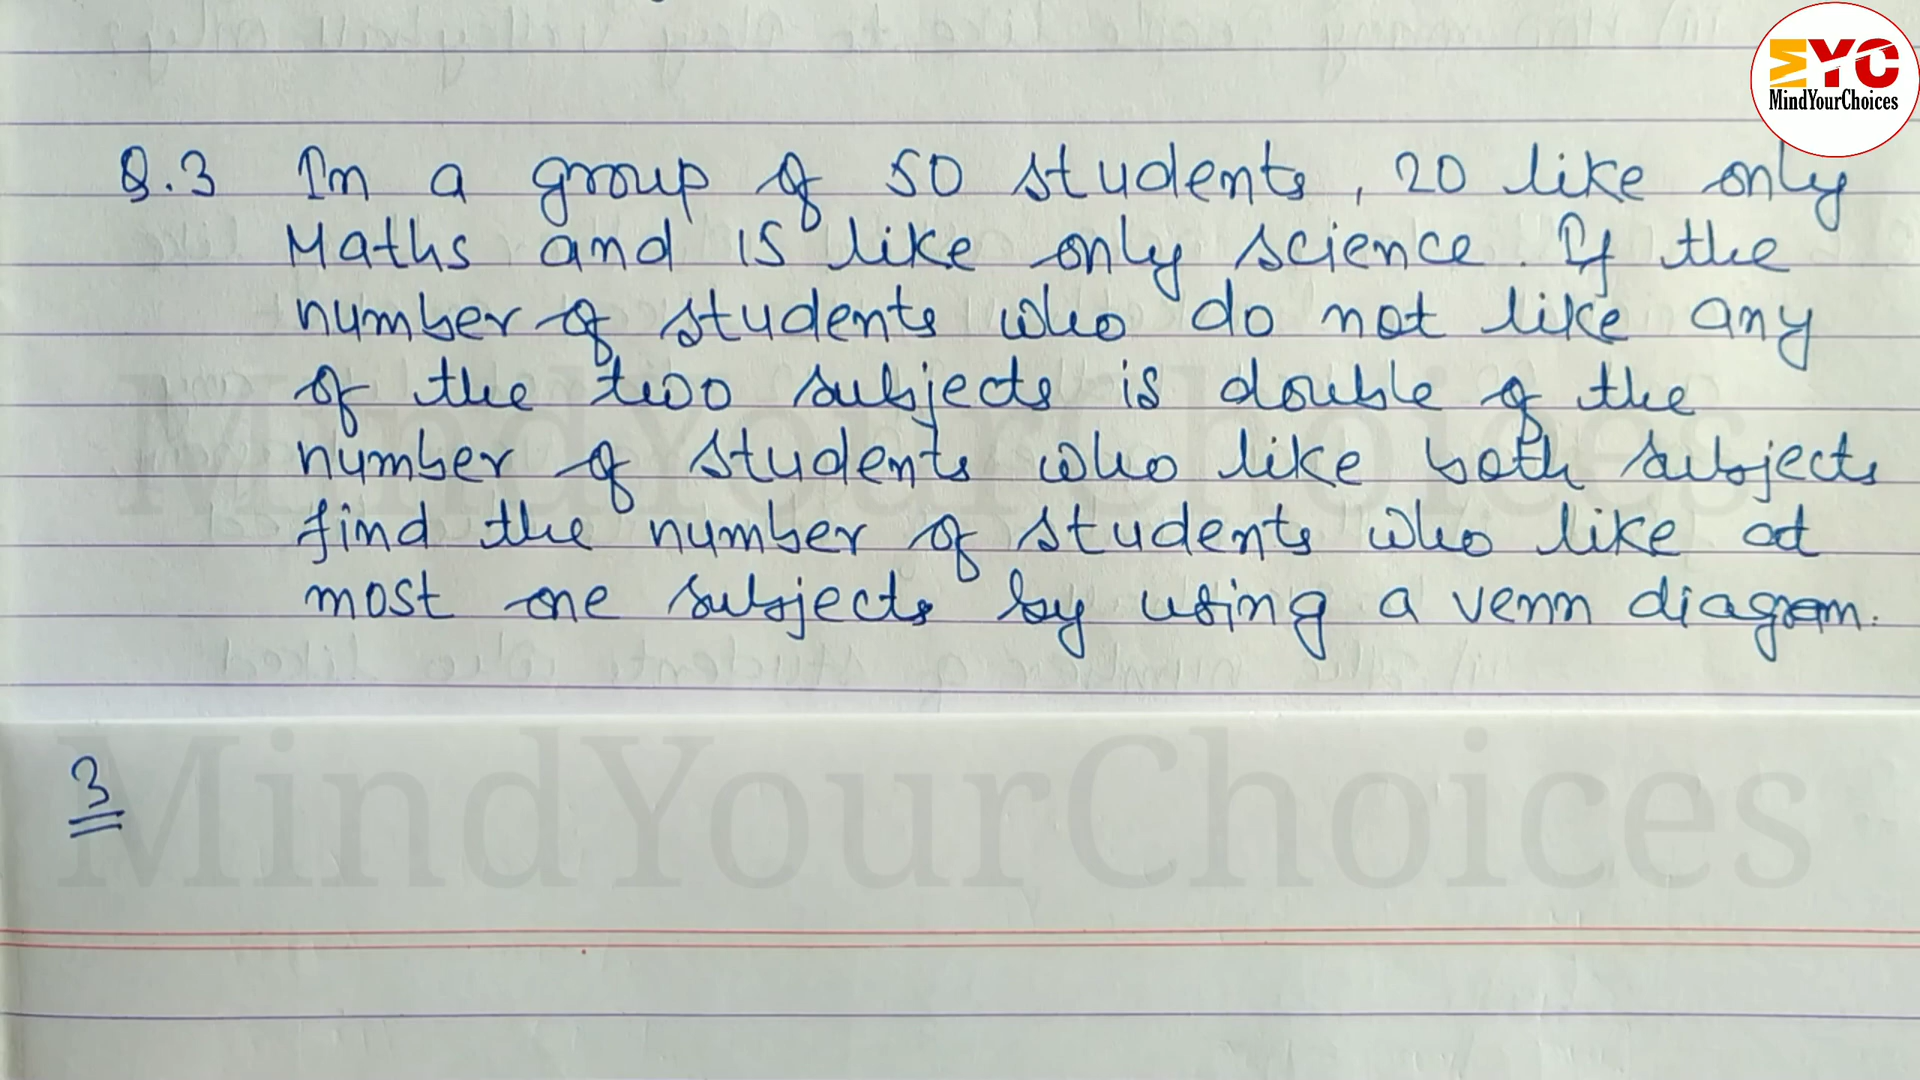 MYC
MindYourChoices
Q.3 In a group of 50 students, 20 like only
Maths and 15 like only science. If the
number of students who do not like any
of the two subjects is double of the
number of students who like both subjects
find the number of students who like at
most one subjects by using a venn diagram.
MindYourChoices
3
MindYourChoices